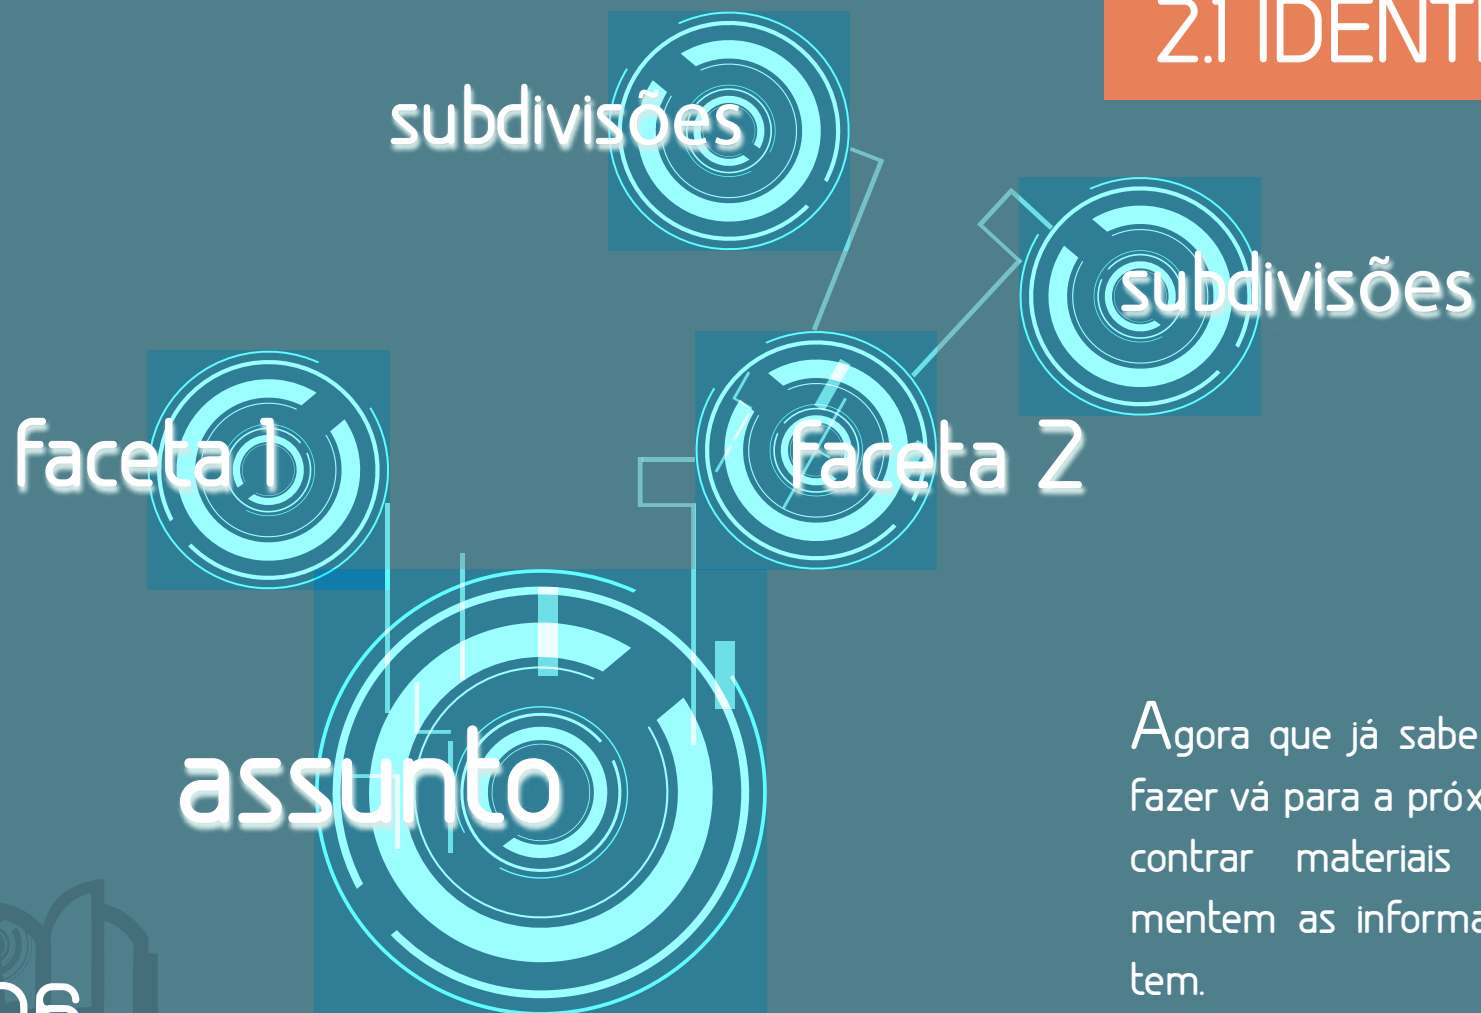 2.1 IDENTI
subdivisões
subdivisões
faceta 1
faceta 2
assunto
Agora que já sabe
fazer vá para a próx
contrar materiais
mentem as informa
tem.